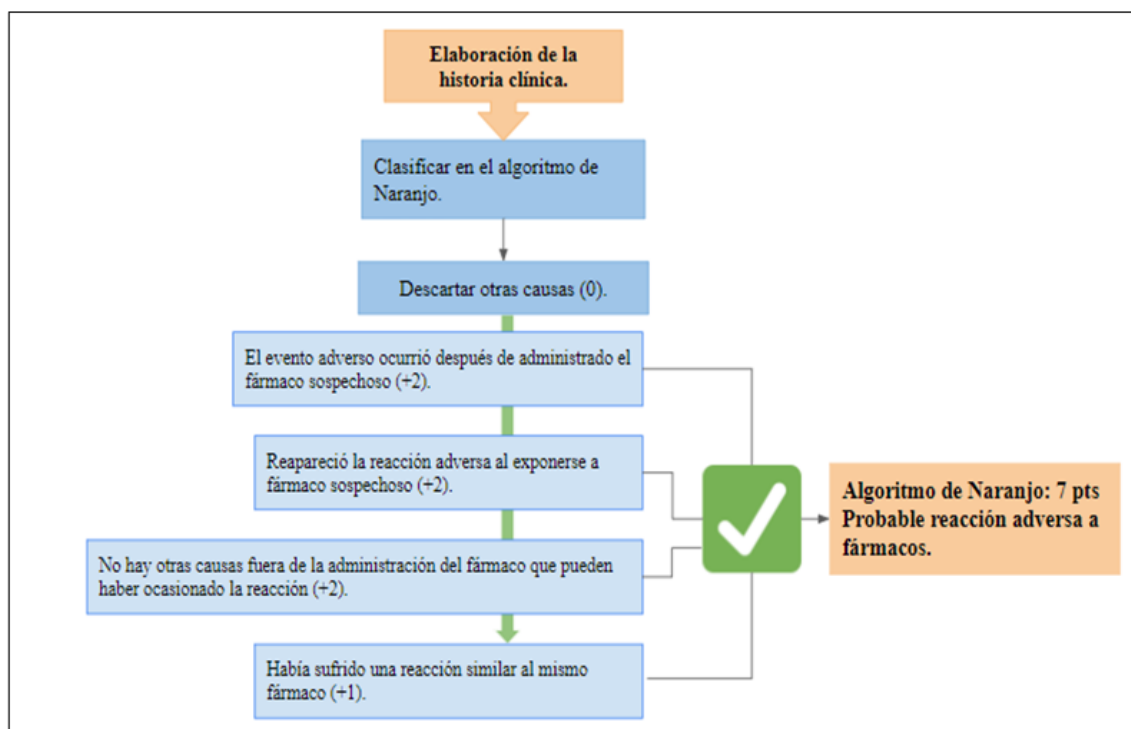 Elaboración de la
historia clínica.
Clasificar en el algoritmo de
Naranjo.
Descartar otras causas (0).
El evento adverso ocurrió después de administrado el
fármaco sospechoso (+2).
Reapareció la reacción adversa al exponerse a
fármaco sospechoso (+2).
No hay otras causas fuera de la administración del fármaco que pueden
haber ocasionado la reacción (+2).
Había sufrido una reacción similar al mismo
fármaco (+1).
Algoritmo de Naranjo: 7 pts
Probable reacción adversa a
fármacos.